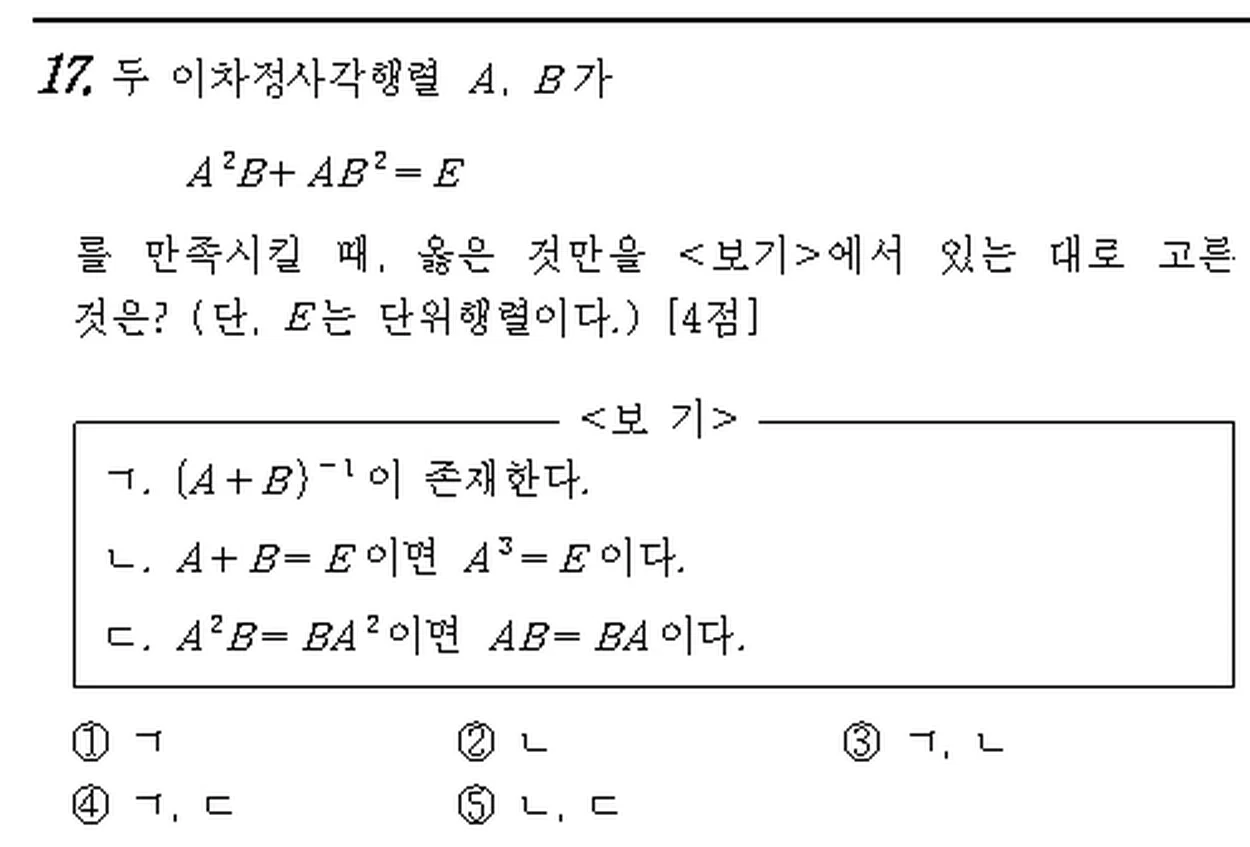 17. 두 이차정사각행렬 A, B가
A²B+ AB²= E
를 만족시킬 때, 옳은 것만을 <보기>에서 있는 대로 고른
것은? (단, E는 단위행렬이다.) [4점]
<보 기>
ㄱ. (A+B)⁻¹이 존재한다.
ㄴ. A+B=E이면 A³=E이다.
ㄷ. A²B=BA²이면 AB=BA이다.
① ㄱ ② ㄴ ③ ㄱ, ㄴ
④ ㄱ, ㄷ ⑤ ㄴ, ㄷ